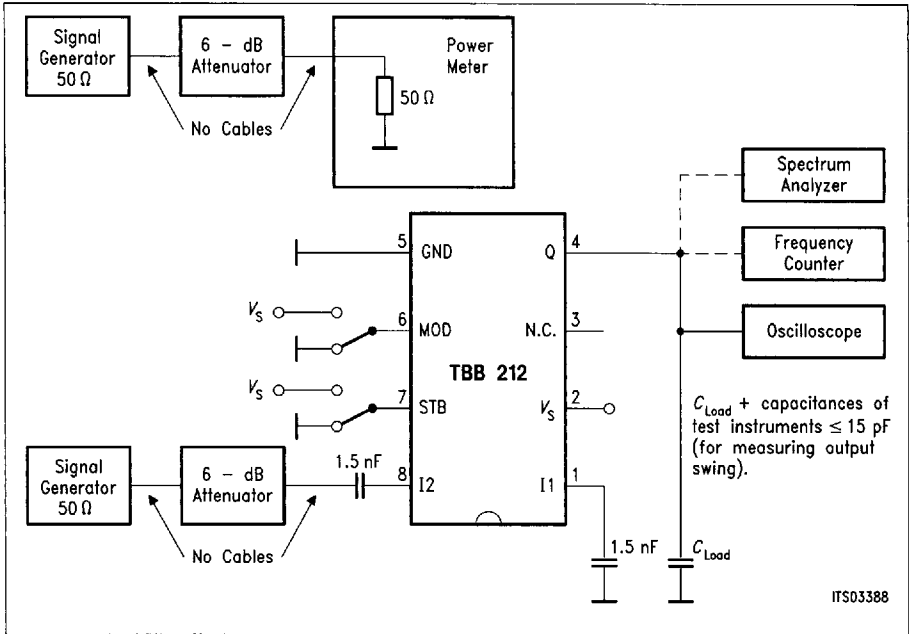 Signal
Generator
50 Ω
6 – dB
Attenuator
Power
Meter
50 Ω
No Cables
Spectrum
Analyzer
5
GND
Q
4
Frequency
Counter
V_S
6
MOD
N.C.
3
Oscilloscope
TBB 212
V_S
7
STB
V_S
2
C_Load + capacitances of
test instruments ≤ 15 pF
(for measuring output
swing).
Signal
Generator
50 Ω
6 – dB
Attenuator
1.5 nF
8
I2
I1
1
No Cables
1.5 nF
C_Load
ITS03388